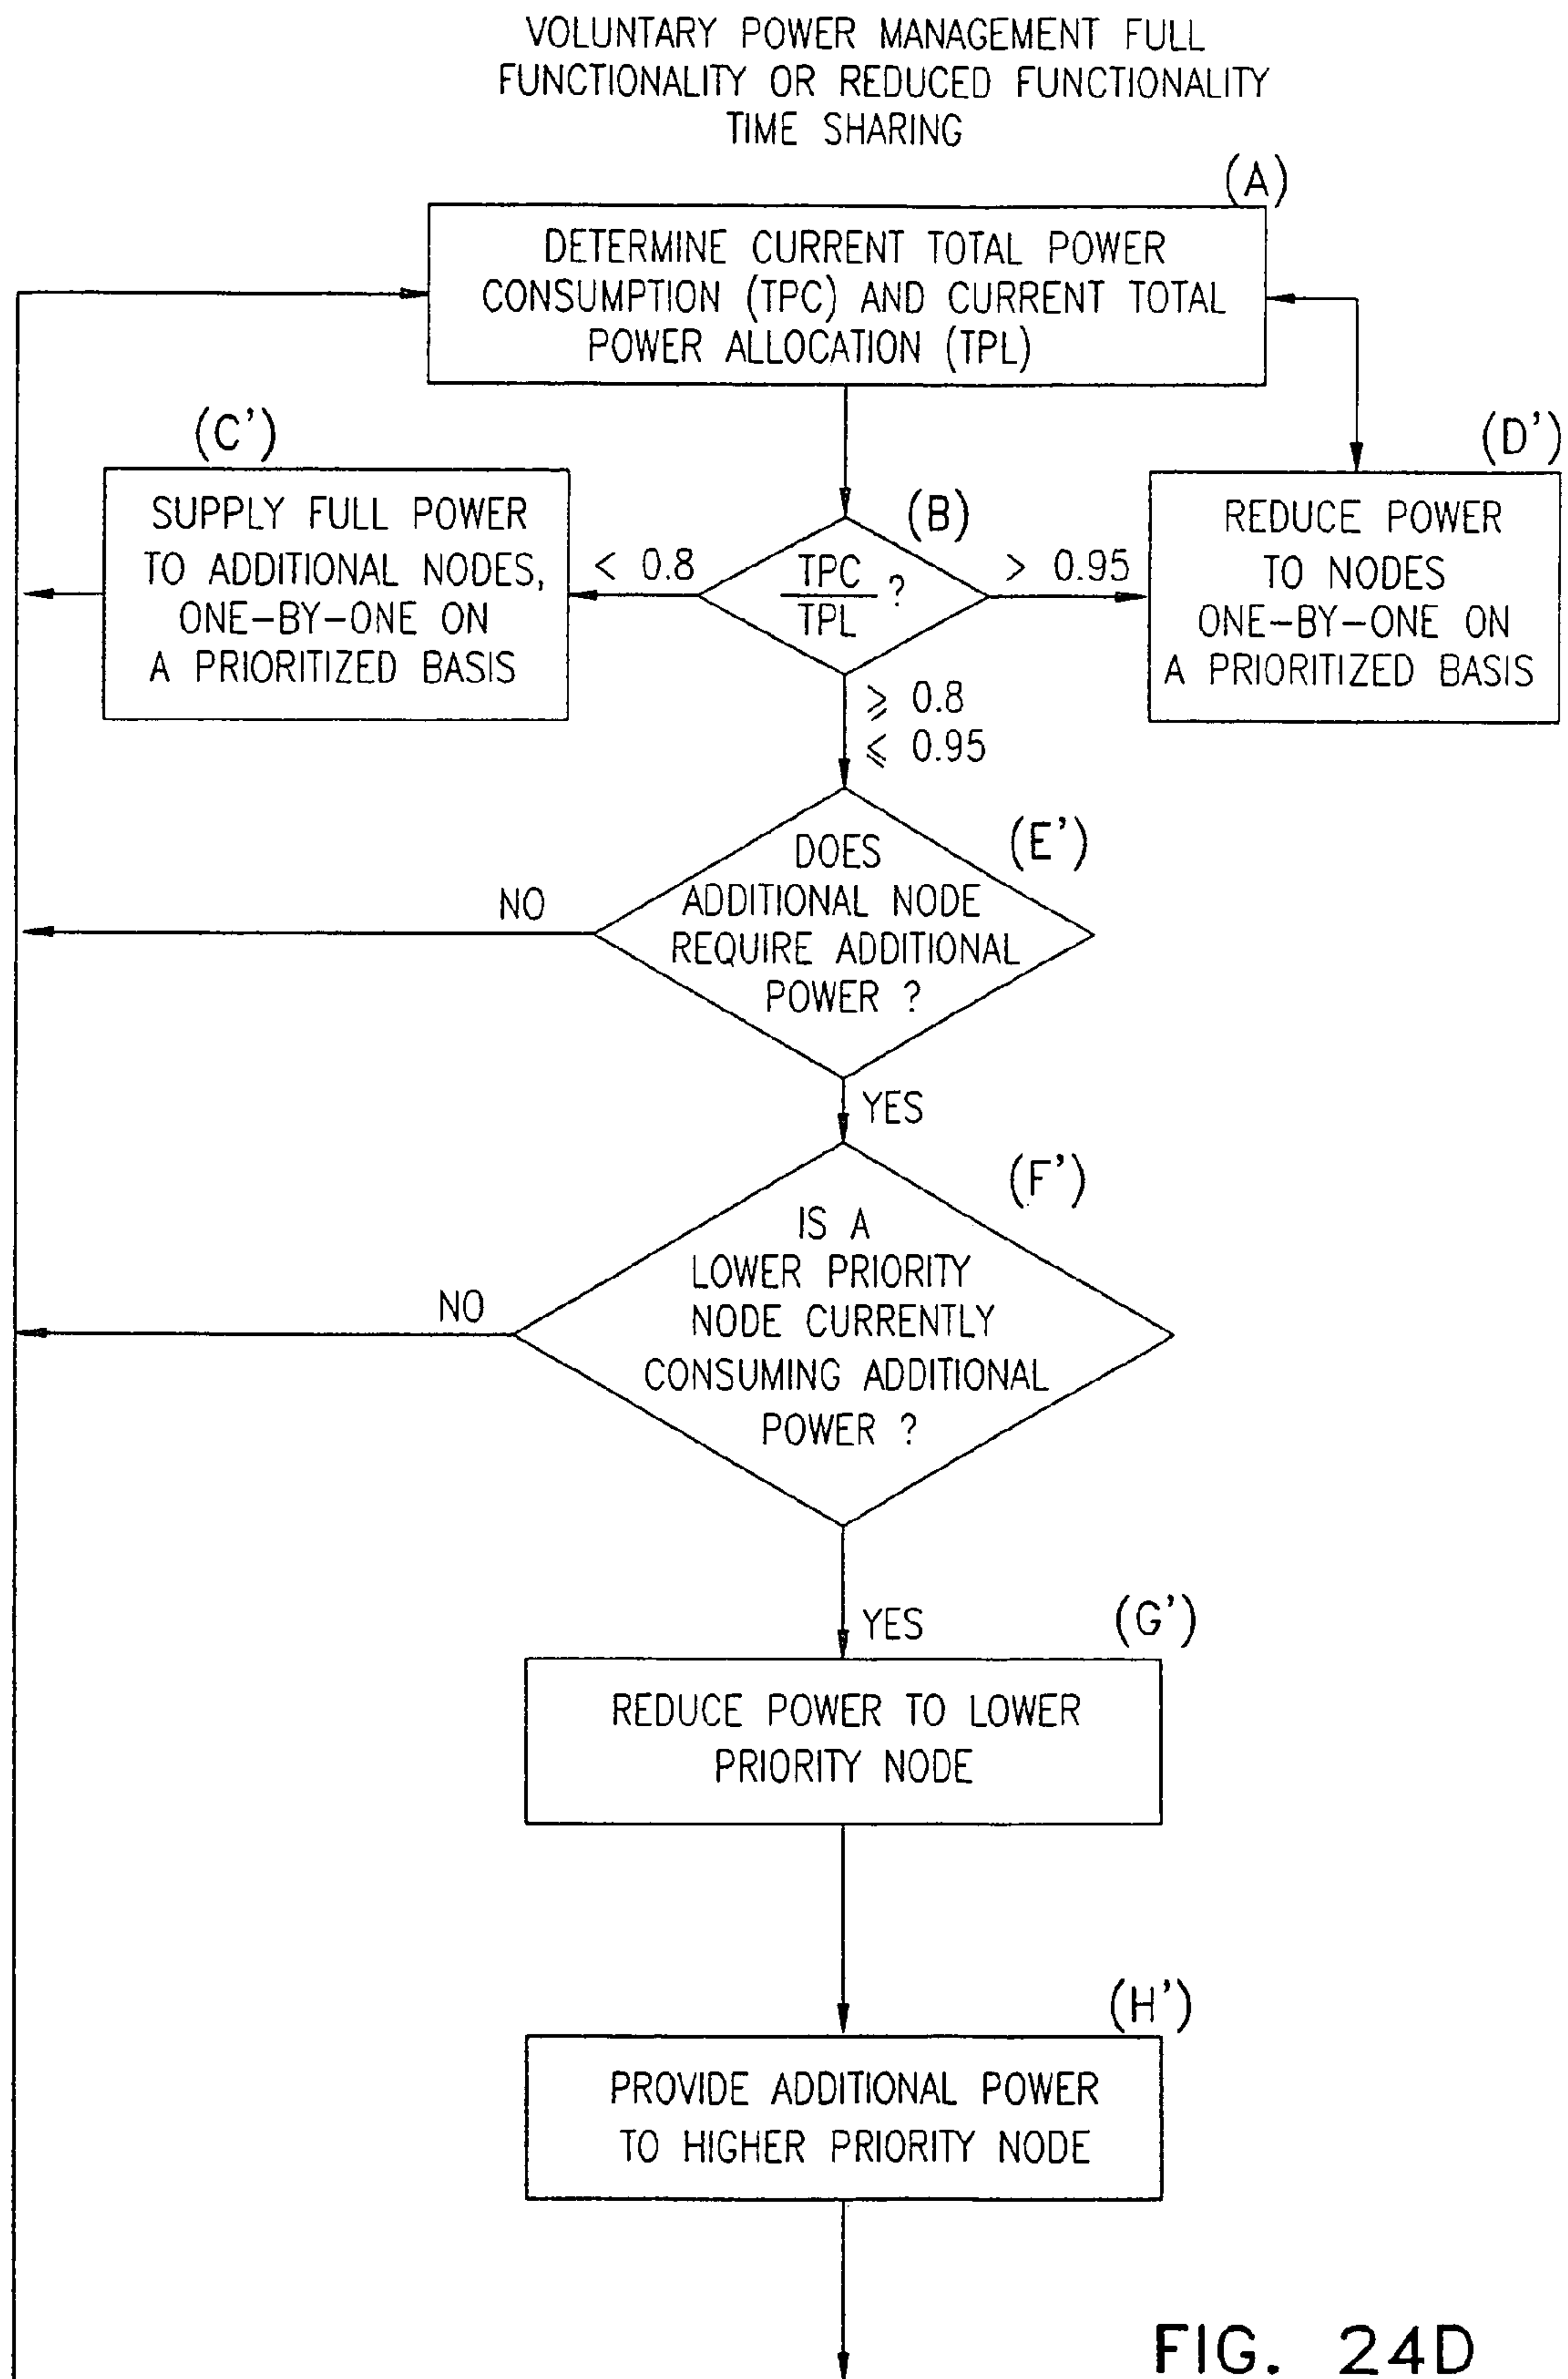 VOLUNTARY POWER MANAGEMENT FULL
FUNCTIONALITY OR REDUCED FUNCTIONALITY
TIME SHARING
(A)
DETERMINE CURRENT TOTAL POWER
CONSUMPTION (TPC) AND CURRENT TOTAL
POWER ALLOCATION (TPL)
(C')
SUPPLY FULL POWER
TO ADDITIONAL NODES,
ONE-BY-ONE ON
A PRIORITIZED BASIS
< 0.8
(B)
TPC
TPL
?
> 0.95
(D')
REDUCE POWER
TO NODES
ONE-BY-ONE ON
A PRIORITIZED BASIS
⩾ 0.8
⩽ 0.95
(E')
DOES
ADDITIONAL NODE
REQUIRE ADDITIONAL
POWER ?
NO
YES
(F')
IS A
LOWER PRIORITY
NODE CURRENTLY
CONSUMING ADDITIONAL
POWER ?
NO
YES
(G')
REDUCE POWER TO LOWER
PRIORITY NODE
(H')
PROVIDE ADDITIONAL POWER
TO HIGHER PRIORITY NODE
FIG. 24D